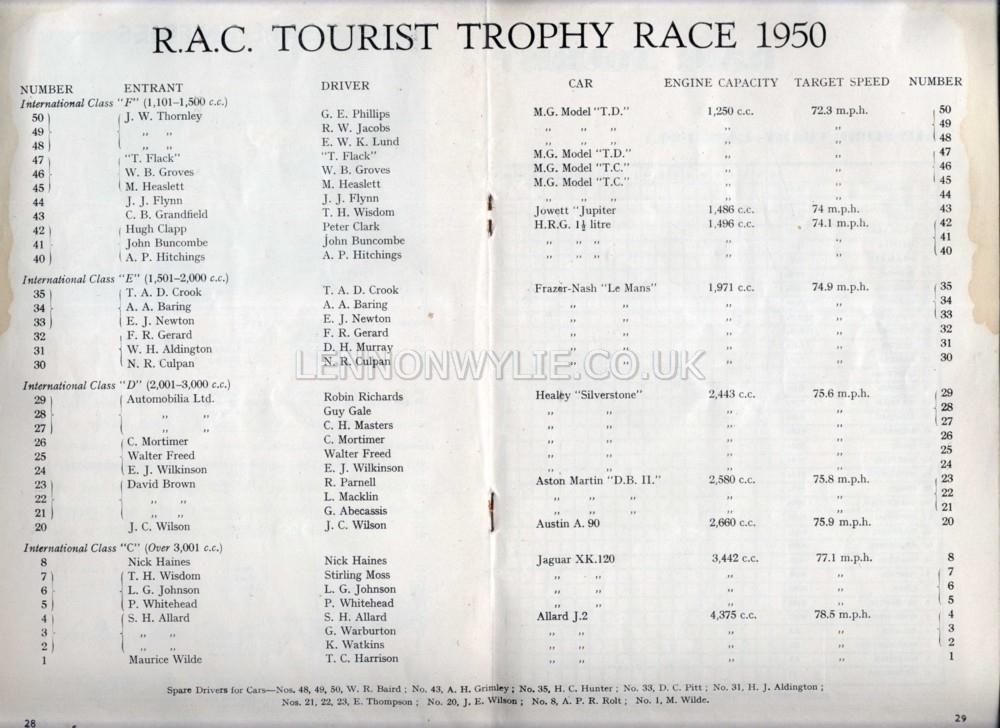 R.A.C. TOURIST TROPHY RACE 1950
NUMBER ENTRANT DRIVER CAR ENGINE CAPACITY TARGET SPEED NUMBER
International Class "F" (1,101–1,500 c.c.)
50 J. W. Thornley G. E. Phillips M.G. Model "T.D." 1,250 c.c. 72.3 m.p.h. 50
49 ,, ,, R. W. Jacobs ,, ,, ,, ,, ,, 49
48 ,, ,, E. W. K. Lund ,, ,, ,, ,, ,, 48
47 "T. Flack" "T. Flack" M.G. Model "T.D." ,, ,, 47
46 W. B. Groves W. B. Groves M.G. Model "T.C." ,, ,, 46
45 M. Heaslett M. Heaslett M.G. Model "T.C." ,, ,, 45
44 J. J. Flynn J. J. Flynn ,, ,, ,, ,, ,, 44
43 C. B. Grandfield T. H. Wisdom Jowett "Jupiter 1,486 c.c. 74 m.p.h. 43
42 Hugh Clapp Peter Clark H.R.G. 1½ litre 1,496 c.c. 74.1 m.p.h. 42
41 John Buncombe John Buncombe ,, ,, ,, ,, ,, 41
40 A. P. Hitchings A. P. Hitchings ,, ,, ,, ,, ,, 40
International Class "E" (1,501–2,000 c.c.)
35 T. A. D. Crook T. A. D. Crook Frazer-Nash "Le Mans" 1,971 c.c. 74.9 m.p.h. 35
34 A. A. Baring A. A. Baring ,, ,, ,, ,, 34
33 E. J. Newton E. J. Newton ,, ,, ,, ,, 33
32 F. R. Gerard F. R. Gerard ,, ,, ,, ,, 32
31 W. H. Aldington D. H. Murray ,, ,, ,, ,, 31
30 N. R. Culpan N. R. Culpan ,, ,, ,, ,, 30
LENNONWYLIE.CO.UK
International Class "D" (2,001–3,000 c.c.)
29 Automobilia Ltd. Robin Richards Healey "Silverstone" 2,443 c.c. 75.6 m.p.h. 29
28 ,, ,, Guy Gale ,, ,, ,, ,, 28
27 ,, ,, C. H. Masters ,, ,, ,, ,, 27
26 C. Mortimer C. Mortimer ,, ,, ,, ,, 26
25 Walter Freed Walter Freed ,, ,, ,, ,, 25
24 E. J. Wilkinson E. J. Wilkinson ,, ,, ,, ,, 24
23 David Brown R. Parnell Aston Martin "D.B. II." 2,580 c.c. 75.8 m.p.h. 23
22 ,, ,, L. Macklin ,, ,, ,, ,, ,, 22
21 ,, ,, G. Abecassis ,, ,, ,, ,, ,, 21
20 J. C. Wilson J. C. Wilson Austin A. 90 2,660 c.c. 75.9 m.p.h. 20
International Class "C" (Over 3,001 c.c.)
8 Nick Haines Nick Haines Jaguar XK.120 3,442 c.c. 77.1 m.p.h. 8
7 T. H. Wisdom Stirling Moss ,, ,, ,, ,, 7
6 L. G. Johnson L. G. Johnson ,, ,, ,, ,, 6
5 P. Whitehead P. Whitehead ,, ,, ,, ,, 5
4 S. H. Allard S. H. Allard Allard J.2 4,375 c.c. 78.5 m.p.h. 4
3 ,, ,, G. Warburton ,, ,, ,, ,, 3
2 ,, ,, K. Watkins ,, ,, ,, ,, 2
1 Maurice Wilde T. C. Harrison ,, ,, ,, ,, 1
Spare Drivers for Cars—Nos. 48, 49, 50, W. R. Baird ; No. 43, A. H. Grimley ; No. 35, H. C. Hunter ; No. 33, D. C. Pitt ; No. 31, H. J. Aldington ;
Nos. 21, 22, 23, E. Thompson ; No. 20, J. E. Wilson ; No. 8, A. P. R. Rolt ; No. 1, M. Wilde.
28 29